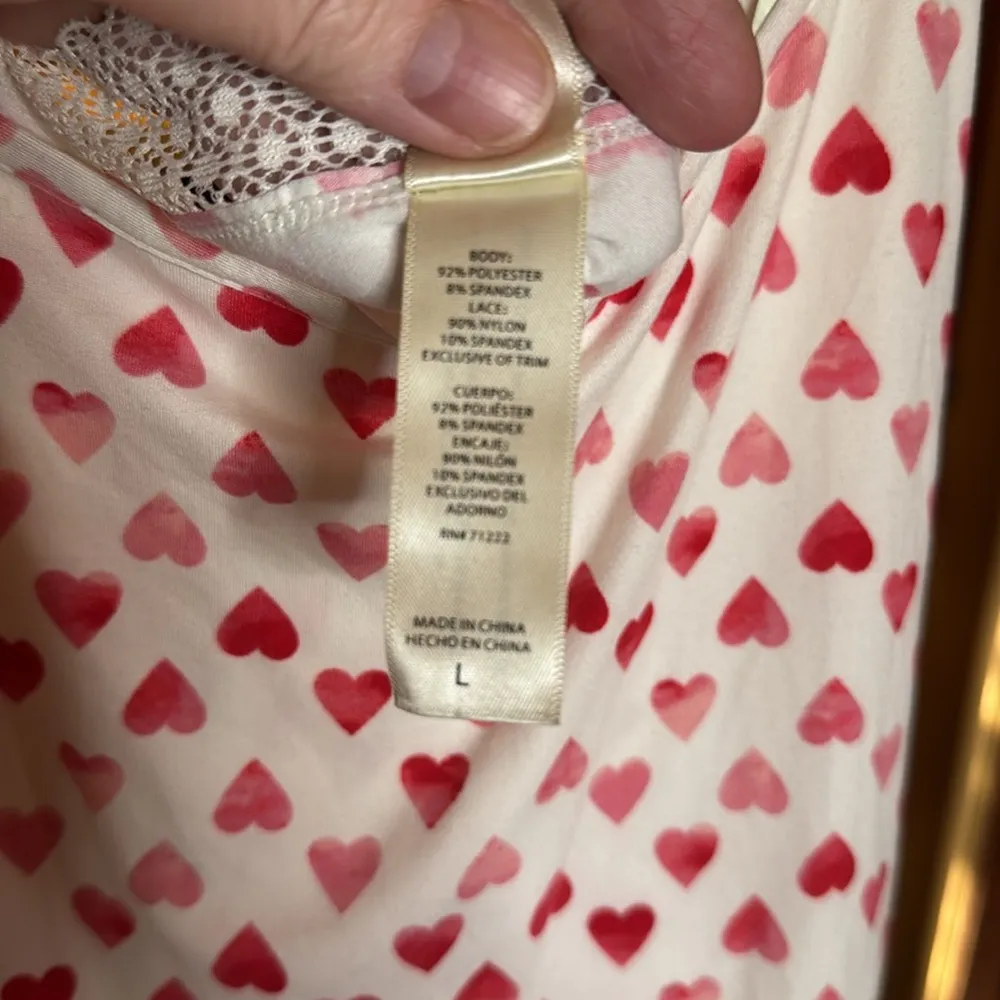 BODY:
92% POLYESTER
8% SPANDEX
LACE:
90% NYLON
10% SPANDEX
EXCLUSIVE OF TRIM
CUERPO:
92% POLIÉSTER
8% SPANDEX
ENCAJE:
90% NILÓN
10% SPANDEX
EXCLUSIVO DEL
ADORNO
RN# 71222
MADE IN CHINA
HECHO EN CHINA
L